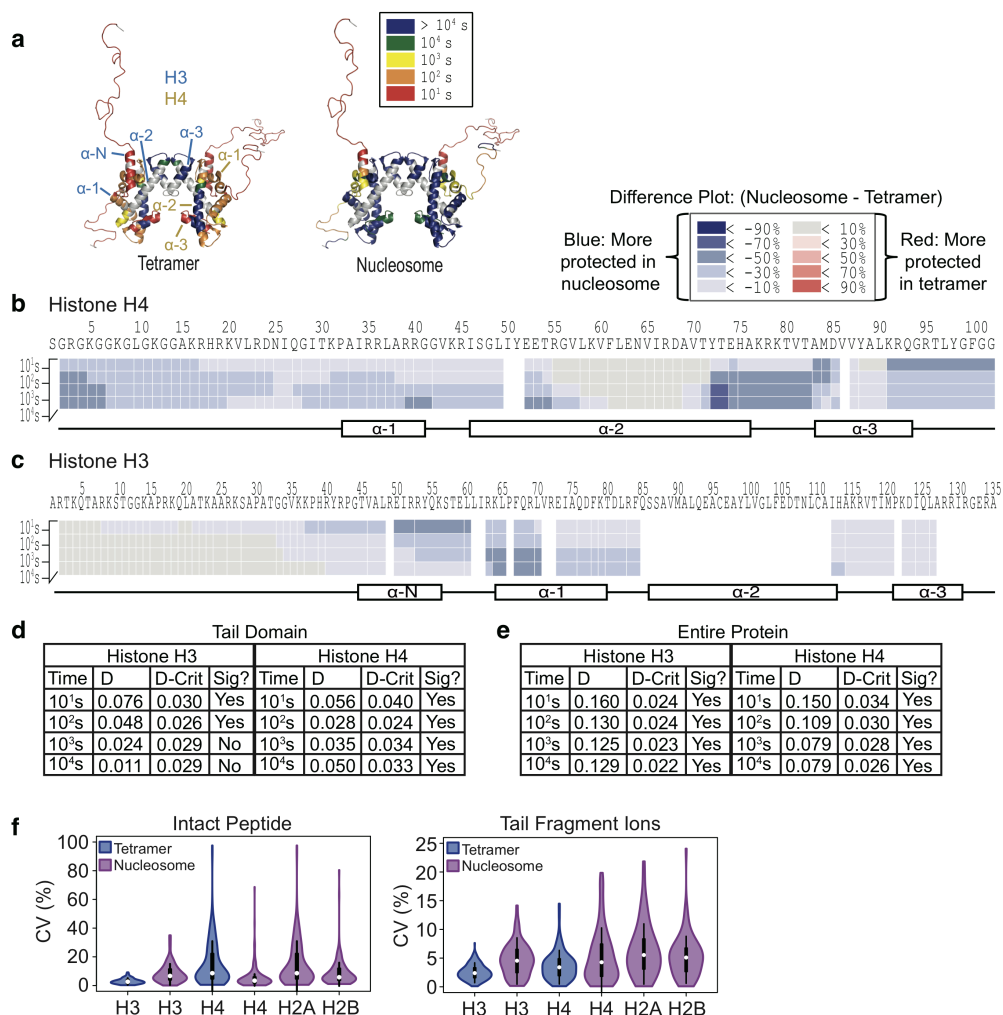 a
> 10⁴ s
10⁴ s
10³ s
10² s
10¹ s
H3
H4
α-2
α-3
α-N
α-1
α-1
α-2
α-3
Tetramer
Nucleosome
Difference Plot: (Nucleosome - Tetramer)
Blue: More protected in nucleosome
< -90%
< -70%
< -50%
< -30%
< -10%
< 10%
< 30%
< 50%
< 70%
< 90%
Red: More protected in tetramer
b Histone H4
5 10 15 20 25 30 35 40 45 50 55 60 65 70 75 80 85 90 95 100
SGRGKGGKGLGKGGAKRHRKVLRDNIQGITKPAIRRLARRGGVKRISGLIYEETRGVLKVFLENVIRDAVTYTEHAKRKTVTAMDVVYALKRQGRTLYGFGG
10¹s
10²s
10³s
10⁴s
α-1
α-2
α-3
c Histone H3
5 10 15 20 25 30 35 40 45 50 55 60 65 70 75 80 85 90 95 100 105 110 115 120 125 130 135
ARTKQTARKSTGGKAPRKQLATKAARKSAPATGGVKKPHRYRPGTVALREIRRYQKSTELLIRKLPFQRLVREIAQDFKTDLRFQSSAVMALQEACEAYLVGLFEDTNLCAIHAKRVTIMPKDIQLARRIRGERA
10¹s
10²s
10³s
10⁴s
α-N
α-1
α-2
α-3
d Tail Domain
Histone H3 Histone H4
Time D D-Crit Sig? Time D D-Crit Sig?
10¹s 0.076 0.030 Yes 10¹s 0.056 0.040 Yes
10²s 0.048 0.026 Yes 10²s 0.028 0.024 Yes
10³s 0.024 0.029 No 10³s 0.035 0.034 Yes
10⁴s 0.011 0.029 No 10⁴s 0.050 0.033 Yes
e Entire Protein
Histone H3 Histone H4
Time D D-Crit Sig? Time D D-Crit Sig?
10¹s 0.160 0.024 Yes 10¹s 0.150 0.034 Yes
10²s 0.130 0.024 Yes 10²s 0.109 0.030 Yes
10³s 0.125 0.023 Yes 10³s 0.079 0.028 Yes
10⁴s 0.129 0.022 Yes 10⁴s 0.079 0.026 Yes
f
Intact Peptide
Tetramer
Nucleosome
CV (%)
100
80
60
40
20
0
H3 H3 H4 H4 H2A H2B
Tail Fragment Ions
Tetramer
Nucleosome
CV (%)
25
20
15
10
5
0
H3 H3 H4 H4 H2A H2B